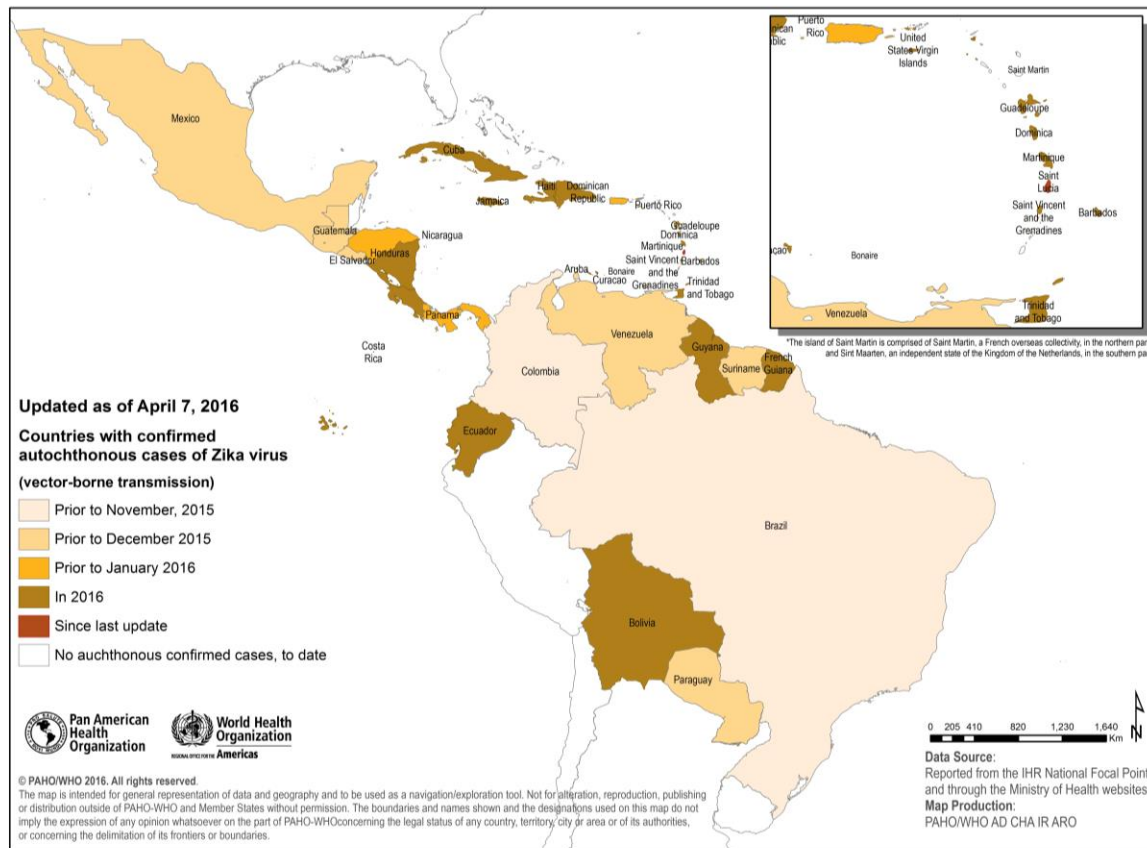 Mexico
Cuba
Haiti
Dominican
Republic
Jamaica
Puerto Rico
Guatemala
Honduras
Nicaragua
El Salvador
Guadeloupe
Dominica
Martinique
Saint Vincent
and the
Grenadines
Barbados
Aruba
Bonaire
Curacao
Trinidad
and Tobago
Panama
Costa
Rica
Venezuela
Guyana
Suriname
French
Guiana
Colombia
Ecuador
Brazil
Bolivia
Paraguay
nican
ublic
Puerto
Rico
United
States Virgin
Islands
Saint Martin
Guadeloupe
Dominica
Martinique
Saint
Lucia
Saint Vincent
and the
Grenadines
Barbados
cao
Bonaire
Venezuela
Trinidad
and Tobago
*The island of Saint Martin is comprised of Saint Martin, a French overseas collectivity, in the northern par
and Sint Maarten, an independent state of the Kingdom of the Netherlands, in the southern pa
Updated as of April 7, 2016
Countries with confirmed
autochthonous cases of Zika virus
(vector-borne transmission)
Prior to November, 2015
Prior to December 2015
Prior to January 2016
In 2016
Since last update
No auchthonous confirmed cases, to date
Pan American
Health
Organization
World Health
Organization
REGIONAL OFFICE FOR THE Americas
0 205 410 820 1,230 1,640
Km
Z
Data Source:
Reported from the IHR National Focal Point
and through the Ministry of Health websites
Map Production:
PAHO/WHO AD CHA IR ARO
© PAHO/WHO 2016. All rights reserved.
The map is intended for general representation of data and geography and to be used as a navigation/exploration tool. Not for alteration, reproduction, publishing
or distribution outside of PAHO-WHO and Member States without permission. The boundaries and names shown and the designations used on this map do not
imply the expression of any opinion whatsoever on the part of PAHO-WHOconcerning the legal status of any country, territory, city or area or of its authorities,
or concerning the delimitation of its frontiers or boundaries.